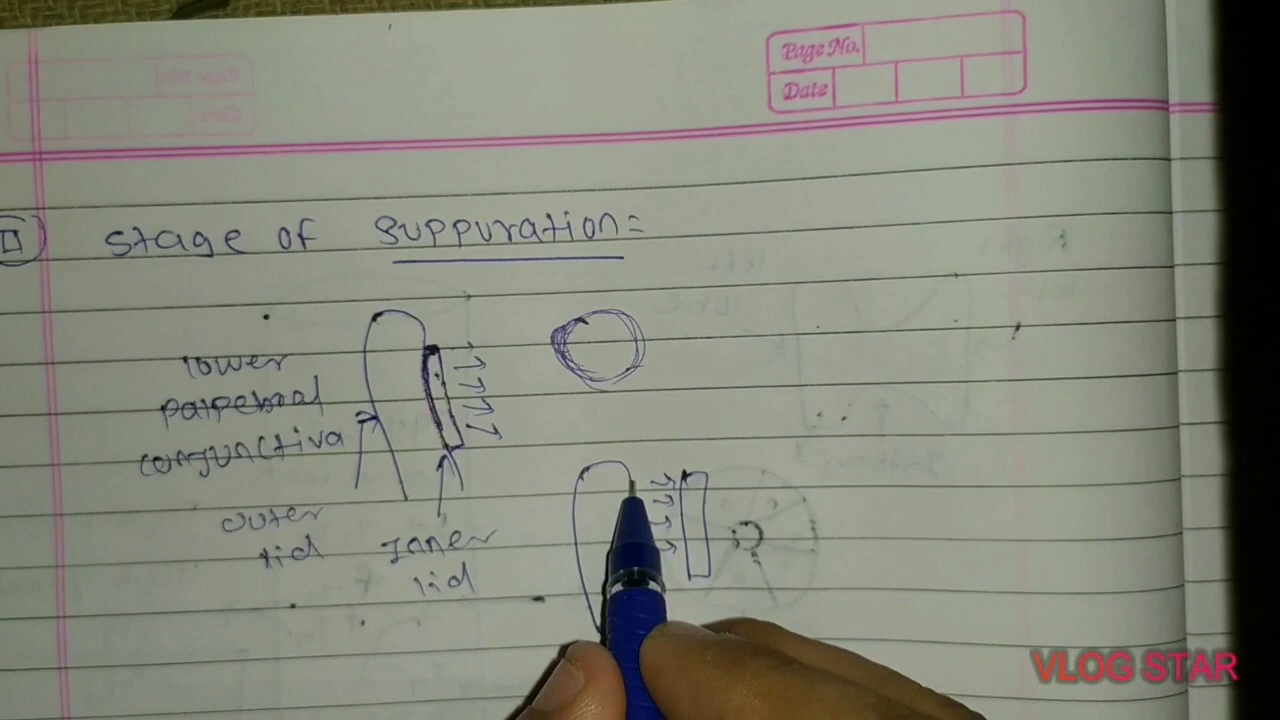 Page No.
Date
II) Stage of suppuration=
lower
palpebral
conjunctiva
outer
lid
Inner
lid
VLOG STAR